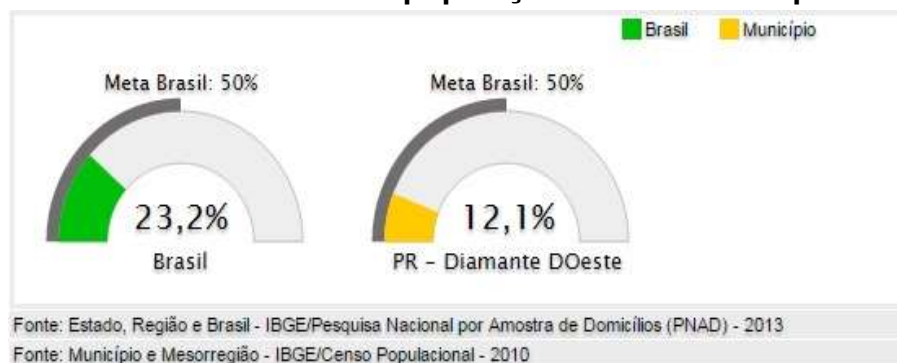 Brasil Município
Meta Brasil: 50% Meta Brasil: 50%
23,2% 12,1%
Brasil PR - Diamante DOeste
Fonte: Estado, Região e Brasil - IBGE/Pesquisa Nacional por Amostra de Domicílios (PNAD) - 2013
Fonte: Município e Mesorregião - IBGE/Censo Populacional - 2010